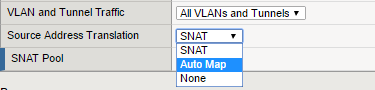 VLAN and Tunnel Traffic All VLANs and Tunnels
Source Address Translation SNAT
SNAT
SNAT Pool Auto Map
None